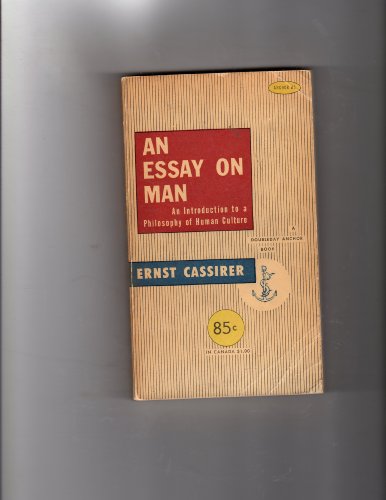 AN
ESSAY ON
MAN
An Introduction to a
Philosophy of Human Culture
A
DOUBLEDAY ANCHOR
BOOK
ERNST CASSIRER
85c
IN CANADA $1.00